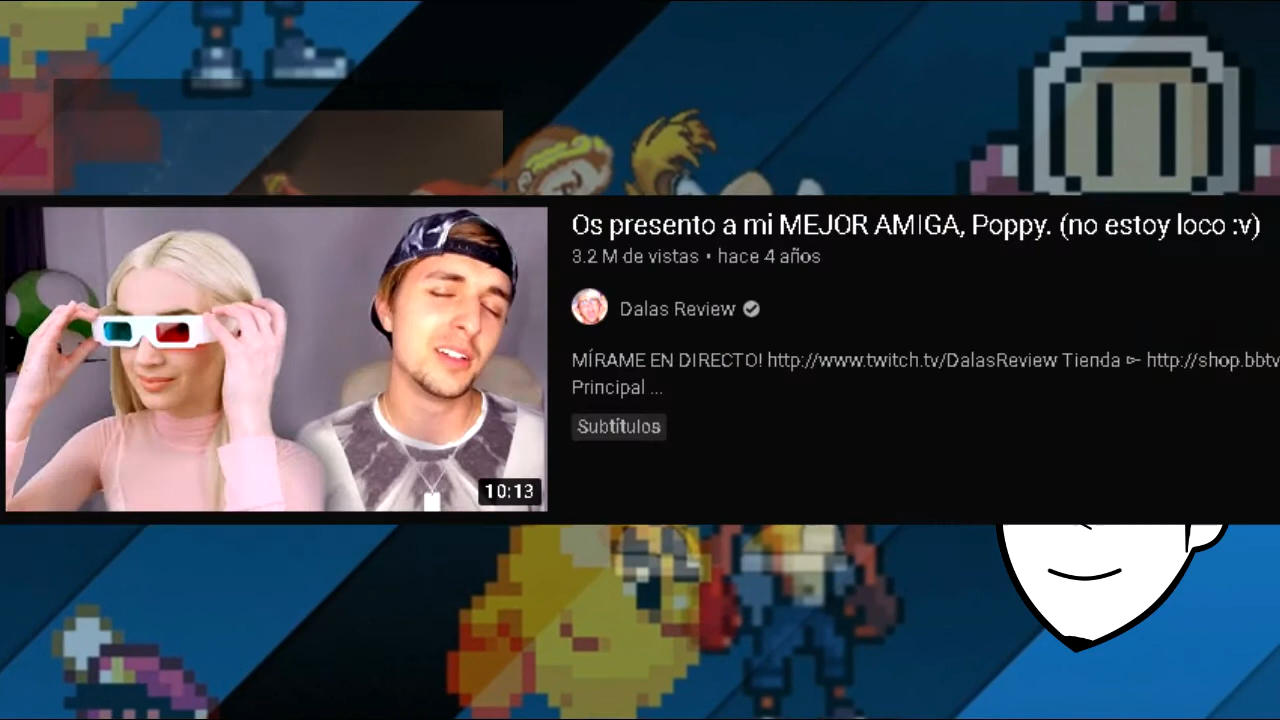 Os presento a mi MEJOR AMIGA, Poppy. (no estoy loco :v)
3.2 M de vistas • hace 4 años
Dalas Review
MÍRAME EN DIRECTO! http://www.twitch.tv/DalasReview Tienda ▻ http://shop.bbtv
Principal ...
Subtítulos
10:13